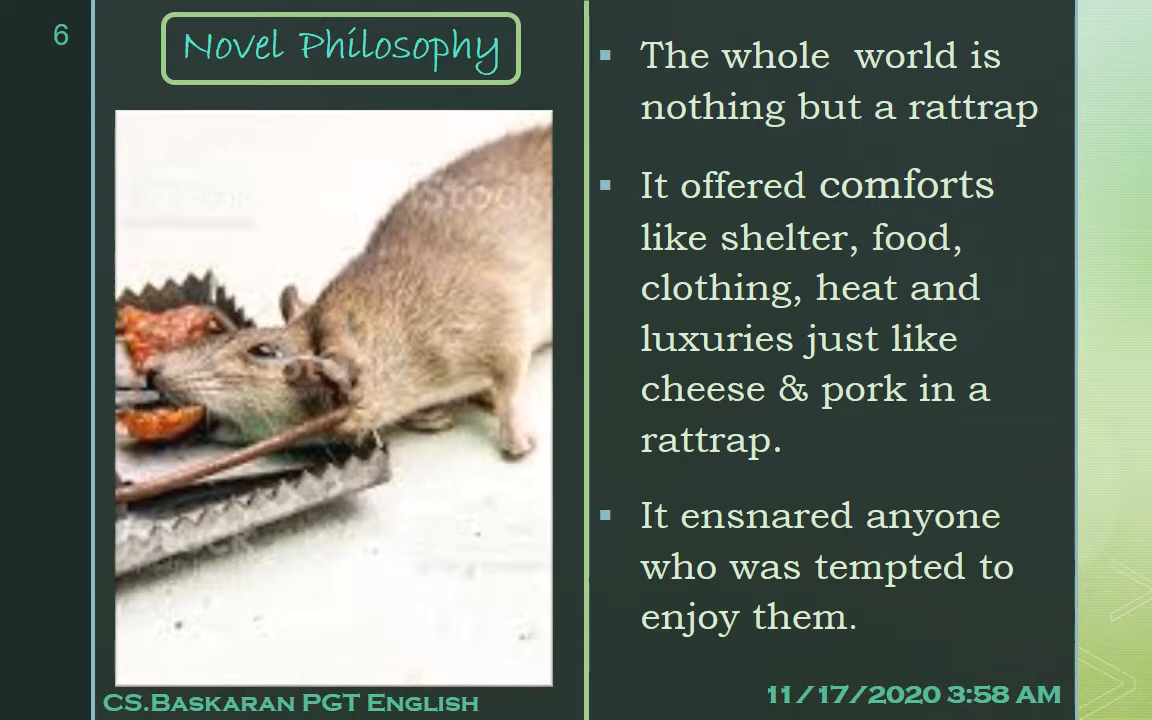 6
Novel Philosophy
The whole world is
nothing but a rattrap
It offered comforts
like shelter, food,
clothing, heat and
luxuries just like
cheese & pork in a
rattrap.
It ensnared anyone
who was tempted to
enjoy them.
CS.Baskaran PGT English
11/17/2020 3:58 AM